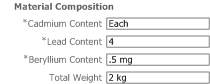 Material Composition
*Cadmium Content Each
*Lead Content 4
*Beryllium Content .5 mg
Total Weight 2 kg